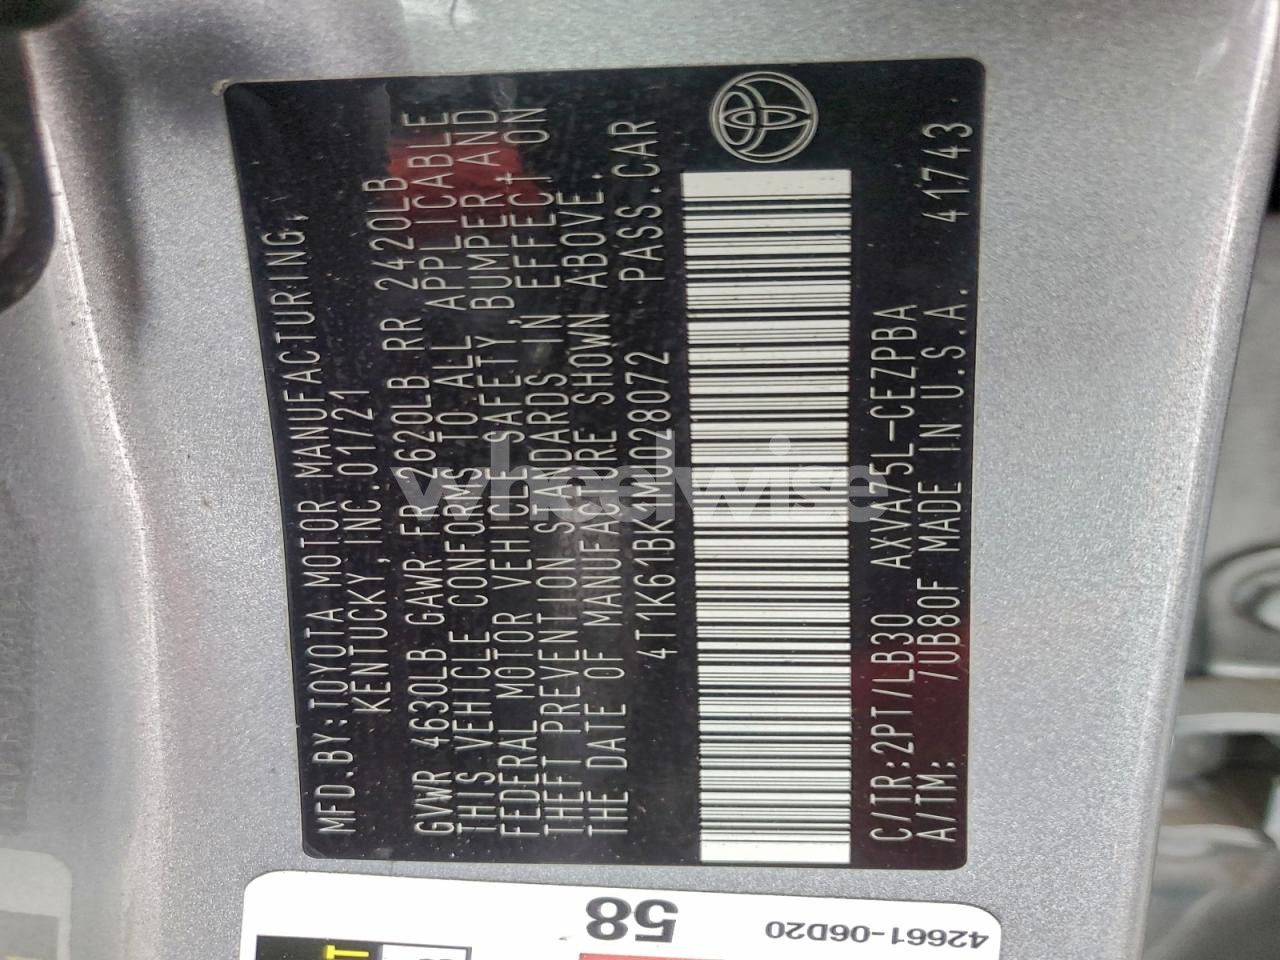 MFD.BY:TOYOTA MOTOR MANUFACTURING,
KENTUCKY,INC.01/21
GVWR 4630LB GAWR FR 2620LB RR 2420LB
THIS VEHICLE CONFORMS TO ALL APPLICABLE
FEDERAL MOTOR VEHICLE SAFETY,BUMPER,AND
THEFT PREVENTION STANDARDS IN EFFECT ON
THE DATE OF MANUFACTURE SHOWN ABOVE.
4T1K61BK1MU028072 PASS.CAR
C/TR:2PT/LB30 AXVA75L-CEZPBA 41743.
A/TM: /UB80F MADE IN U.S.A.
wheelwise
58
42661-06D20